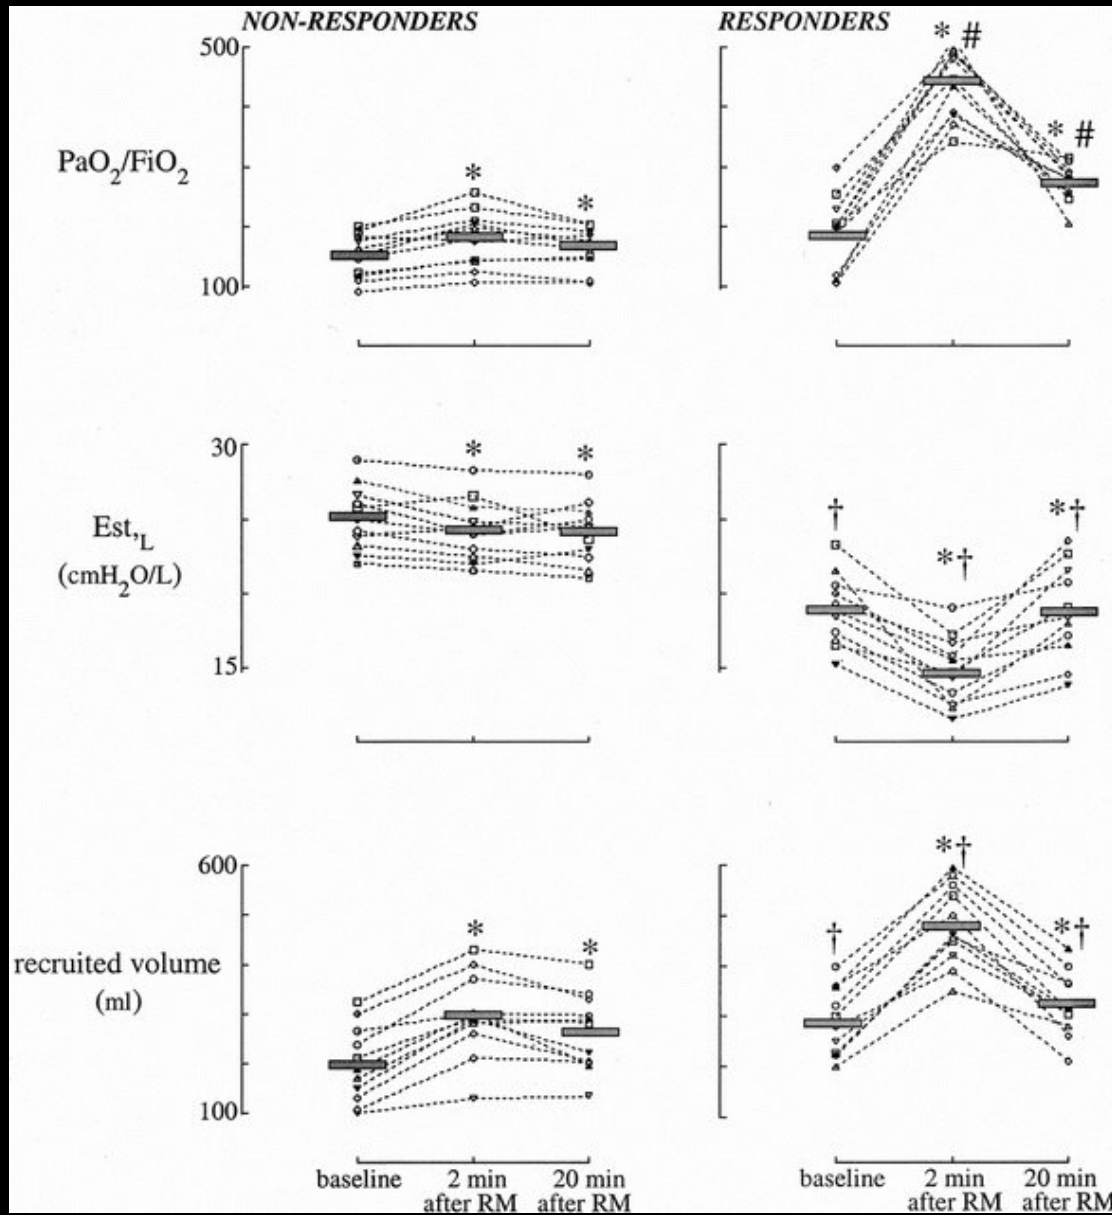 NON-RESPONDERS
RESPONDERS
500
* #
PaO2/FiO2
*
*
* #
100
30
*
*
†
*†
Est,L
(cmH2O/L)
*†
15
600
*†
*
*
†
*†
recruited volume
(ml)
100
baseline
2 min
after RM
20 min
after RM
baseline
2 min
after RM
20 min
after RM